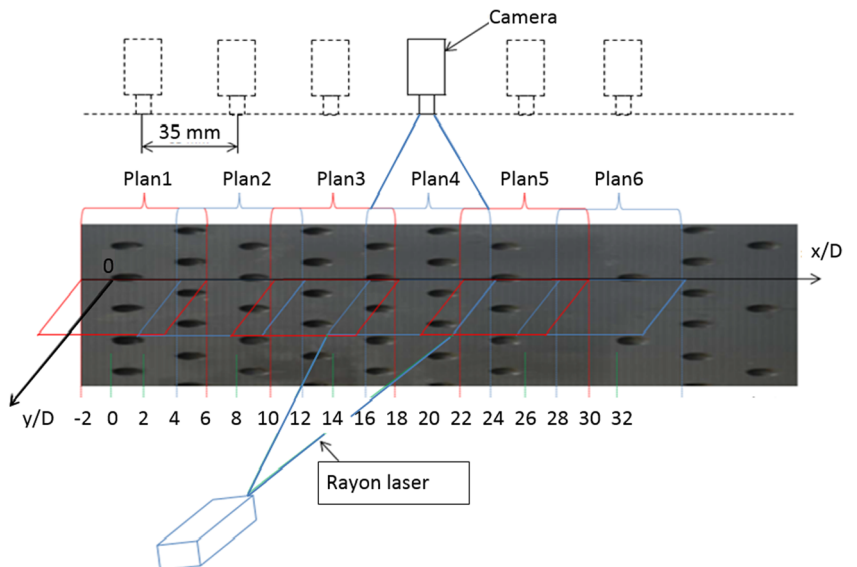 Camera
35 mm
Plan1 Plan2 Plan3 Plan4 Plan5 Plan6
x/D
0
y/D -2 0 2 4 6 8 10 12 14 16 18 20 22 24 26 28 30 32
Rayon laser